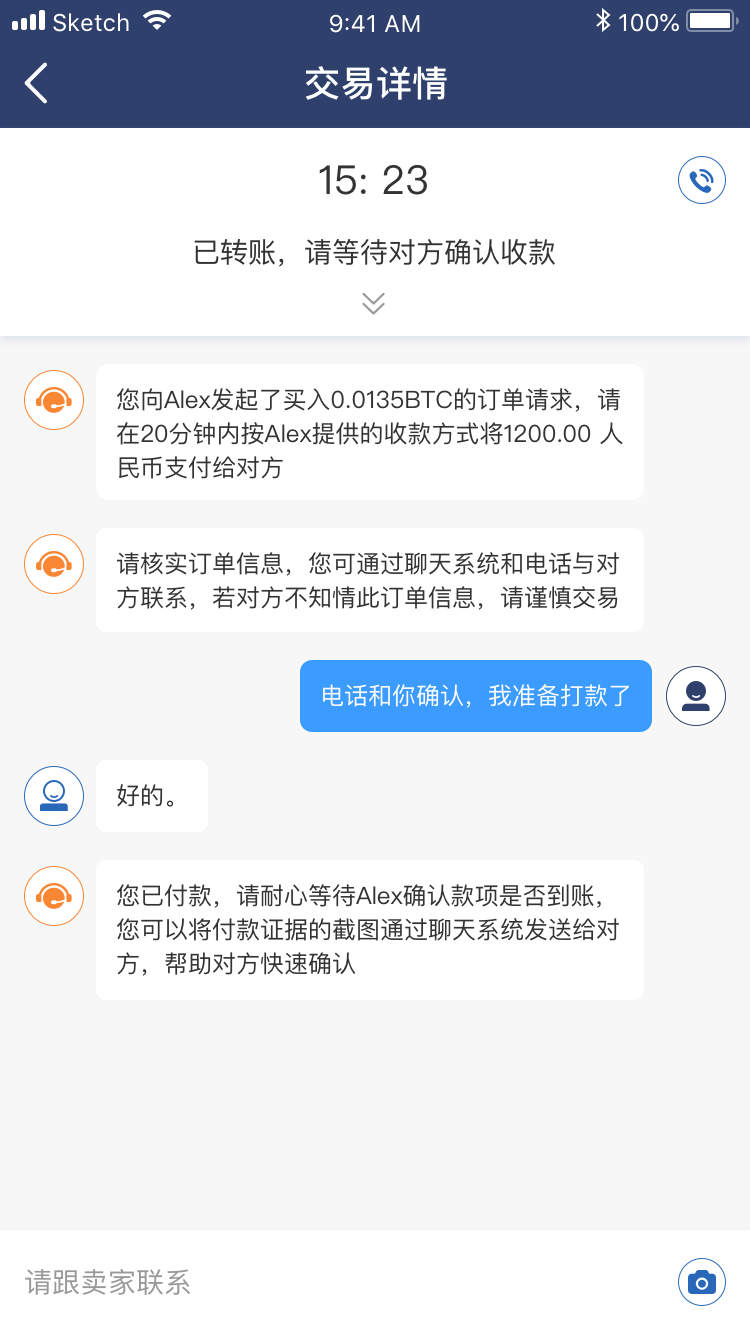 Sketch 9:41 AM 100%
交易详情
15: 23
已转账，请等待对方确认收款
您向Alex发起了买入0.0135BTC的订单请求，请
在20分钟内按Alex提供的收款方式将1200.00 人
民币支付给对方
请核实订单信息，您可通过聊天系统和电话与对
方联系，若对方不知情此订单信息，请谨慎交易
电话和你确认，我准备打款了
好的。
您已付款，请耐心等待Alex确认款项是否到账，
您可以将付款证据的截图通过聊天系统发送给对
方，帮助对方快速确认
请跟卖家联系